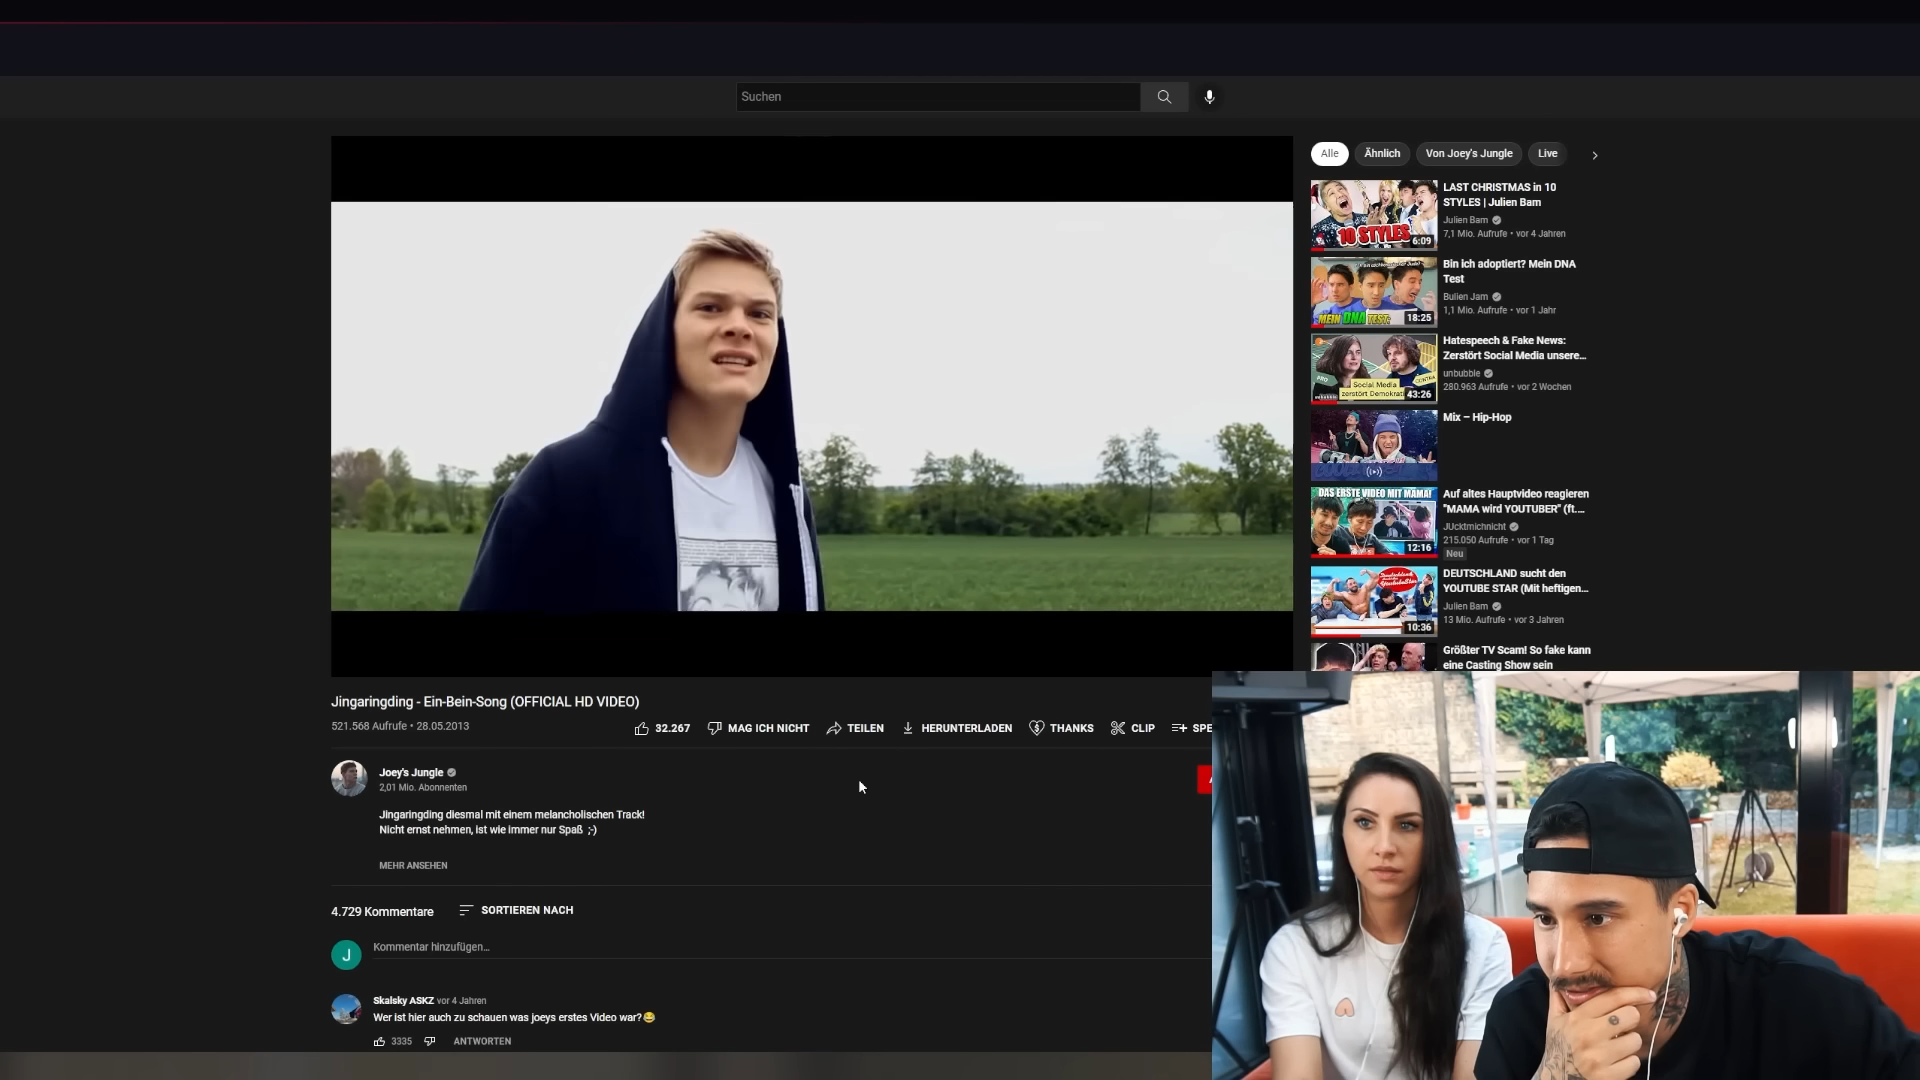 Suchen
Alle
Ähnlich
Von Joey's Jungle
Live
LAST CHRISTMAS in 10
STYLES | Julien Bam
Julien Bam
7,1 Mio. Aufrufe • vor 4 Jahren
10 STYLES
6:09
Bin ich adoptiert? Mein DNA
Test
Bulien Jam
1,1 Mio. Aufrufe • vor 1 Jahr
MEIN DNA TEST:
18:25
Hatespeech & Fake News:
Zerstört Social Media unsere...
unbubble
280.963 Aufrufe • vor 2 Wochen
PRO
CONTRA
Social Media
zerstört Demokrati
43:26
Mix – Hip-Hop
DAS ERSTE VIDEO MIT MAMA!
Auf altes Hauptvideo reagieren
"MAMA wird YOUTUBER" (ft....
JUcktmichnicht
215.050 Aufrufe • vor 1 Tag
Neu
12:16
DEUTSCHLAND sucht den
YOUTUBE STAR (Mit heftigen...
Julien Bam
13 Mio. Aufrufe • vor 3 Jahren
10:36
Größter TV Scam! So fake kann
eine Casting Show sein
Jingaringding - Ein-Bein-Song (OFFICIAL HD VIDEO)
521.568 Aufrufe • 28.05.2013
32.267
MAG ICH NICHT
TEILEN
HERUNTERLADEN
THANKS
CLIP
SPE
Joey's Jungle
2,01 Mio. Abonnenten
A
Jingaringding diesmal mit einem melancholischen Track!
Nicht ernst nehmen, ist wie immer nur Spaß ;-)
MEHR ANSEHEN
4.729 Kommentare
SORTIEREN NACH
J
Kommentar hinzufügen...
Skalsky ASKZ vor 4 Jahren
Wer ist hier auch zu schauen was joeys erstes Video war?😂
3335
ANTWORTEN